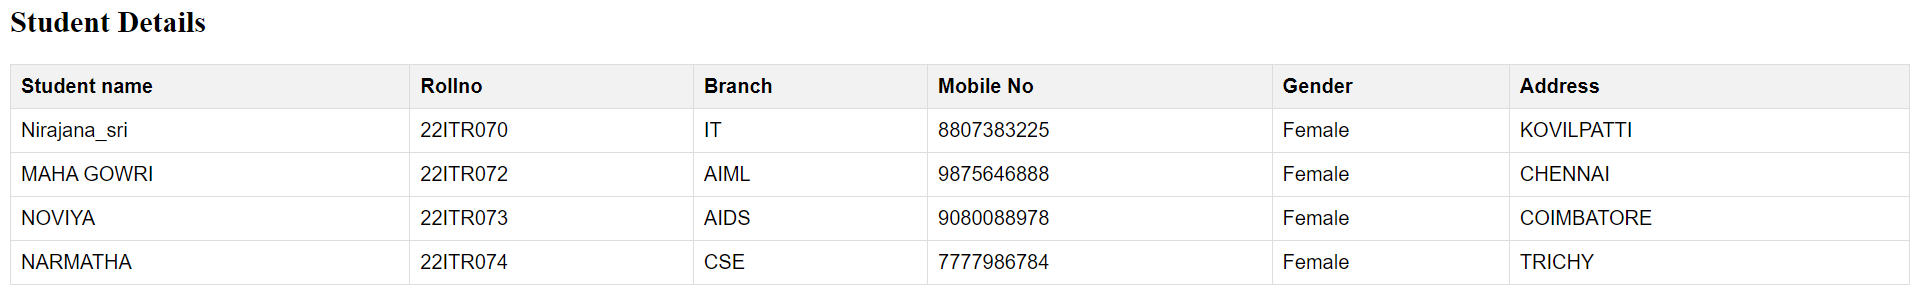 Student Details
Student name Rollno Branch Mobile No Gender Address
Nirajana_sri 22ITR070 IT 8807383225 Female KOVILPATTI
MAHA GOWRI 22ITR072 AIML 9875646888 Female CHENNAI
NOVIYA 22ITR073 AIDS 9080088978 Female COIMBATORE
NARMATHA 22ITR074 CSE 7777986784 Female TRICHY